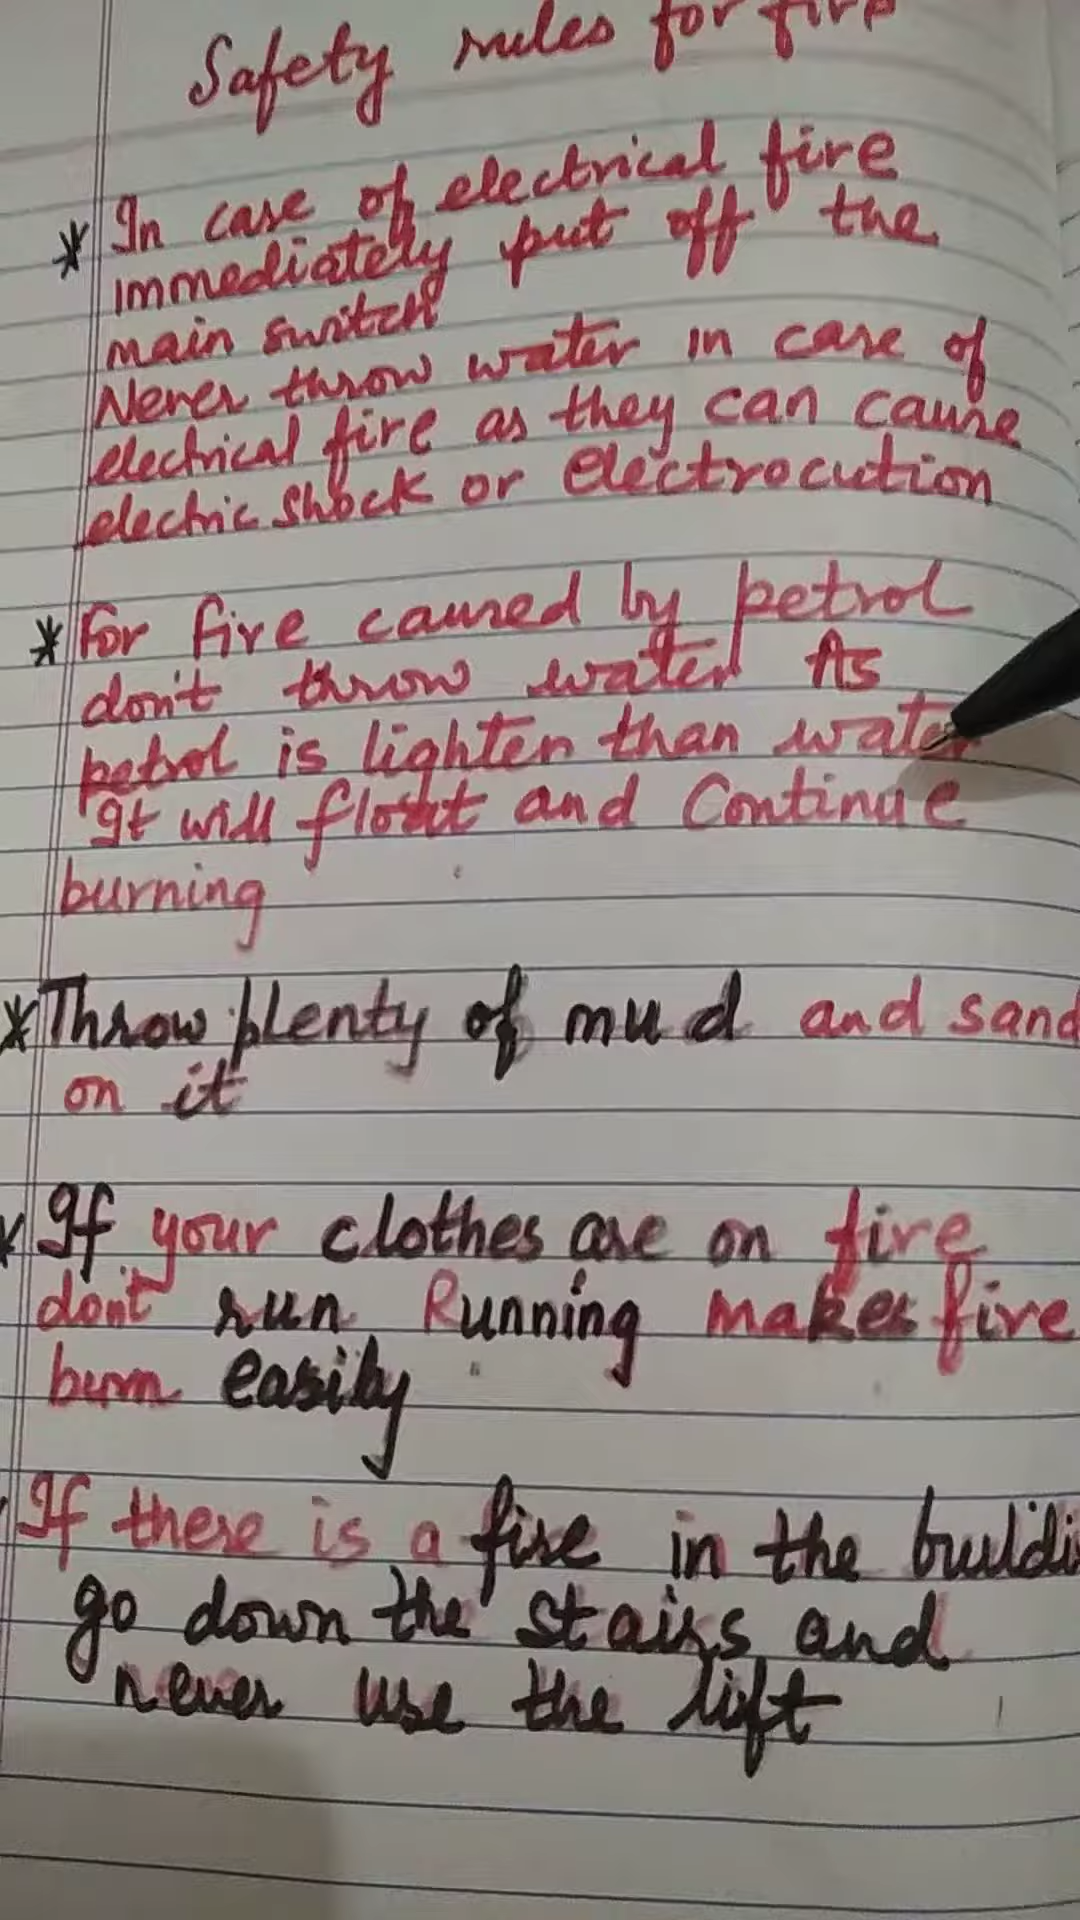 Safety rules for fire
* In case of electrical fire
immediately put off the
main switch
Never throw water in case of
electrical fire as they can cause
electric shock or electrocution
* For fire caused by petrol
don't throw water As
petrol is lighter than water
It will float and Continue
burning
* Throw plenty of mud and sand
on it
If your clothes are on fire
don't run Running makes fire
burn easily
If there is a fire in the buildi
go down the stairs and
never use the lift